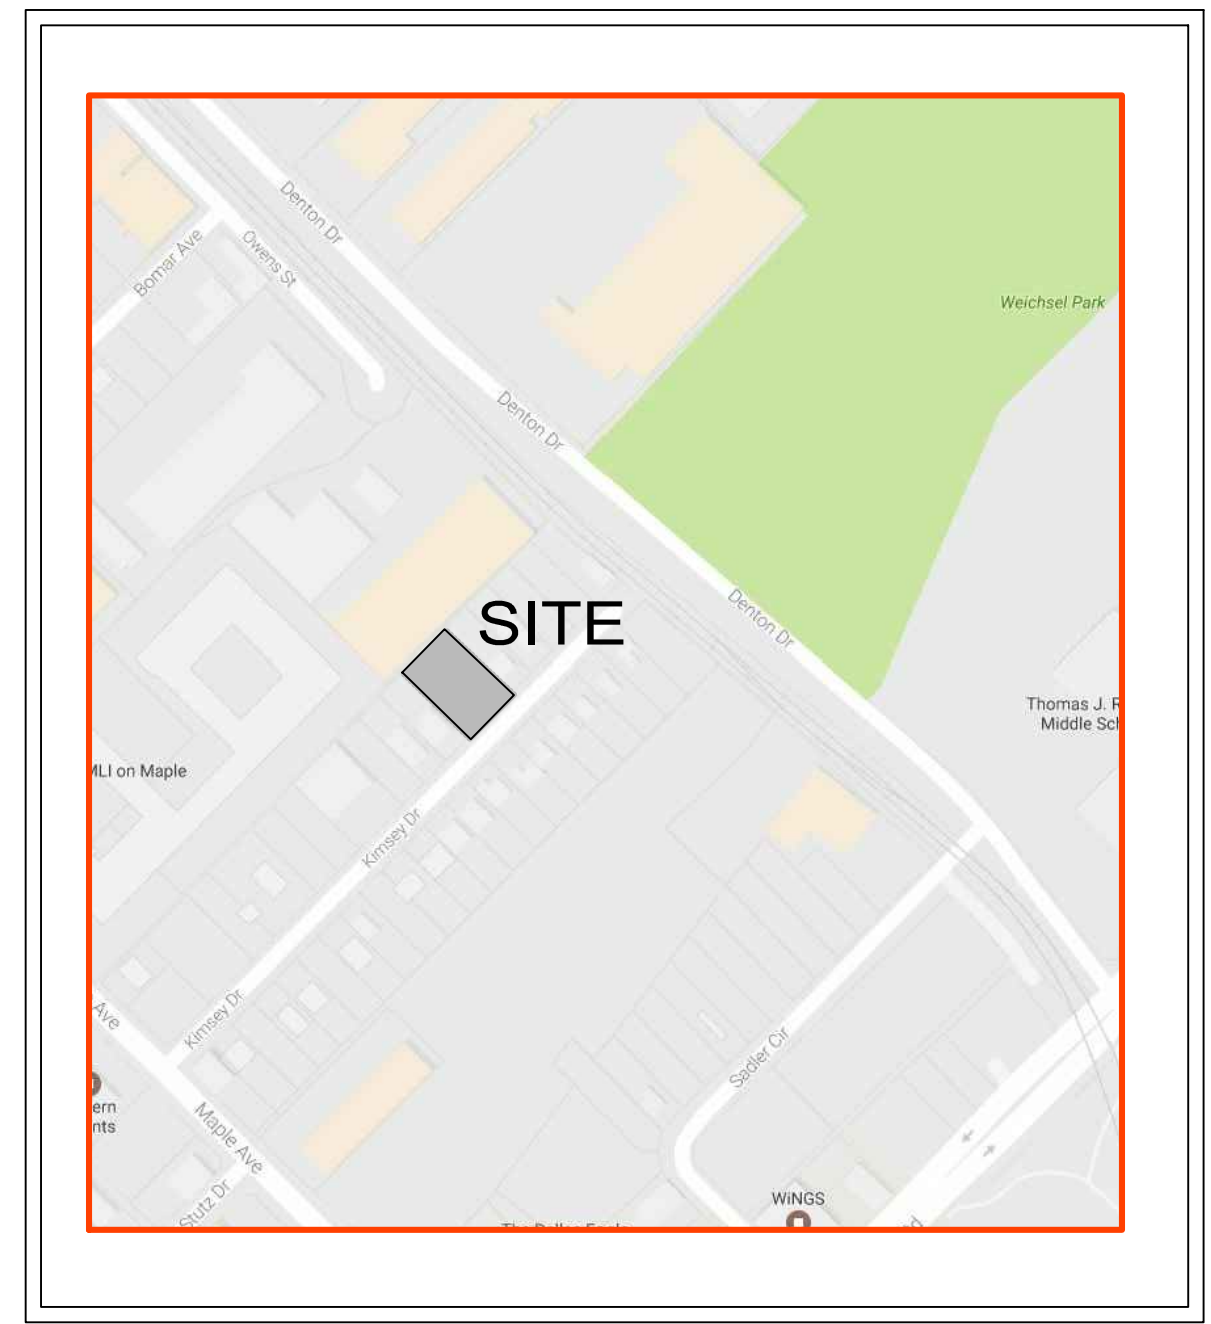 Denton Dr
Owens St
Bomar Ave
Weichsel Park
Denton Dr
SITE
Denton Dr
Thomas J. R
Middle Sch
MLI on Maple
Kimsey Dr
Kimsey Dr
Ave
Sadler Cir
ern
nts
Maple Ave
Stutz Dr
WiNGS